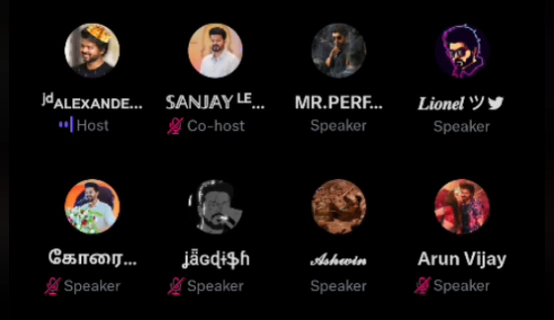 ʲᵈALEXANDE...
𝕊𝔸ℕ𝕁𝔸𝕐 ᴸᴱ...
MR.PERF...
𝑳𝒊𝒐𝒏𝒆𝒍 ツ
Host
Co-host
Speaker
Speaker
கோரை...
ʝǟɢɖɨֆɦ
𝓐𝓼𝓱𝔀𝓲𝓷
Arun Vijay
Speaker
Speaker
Speaker
Speaker